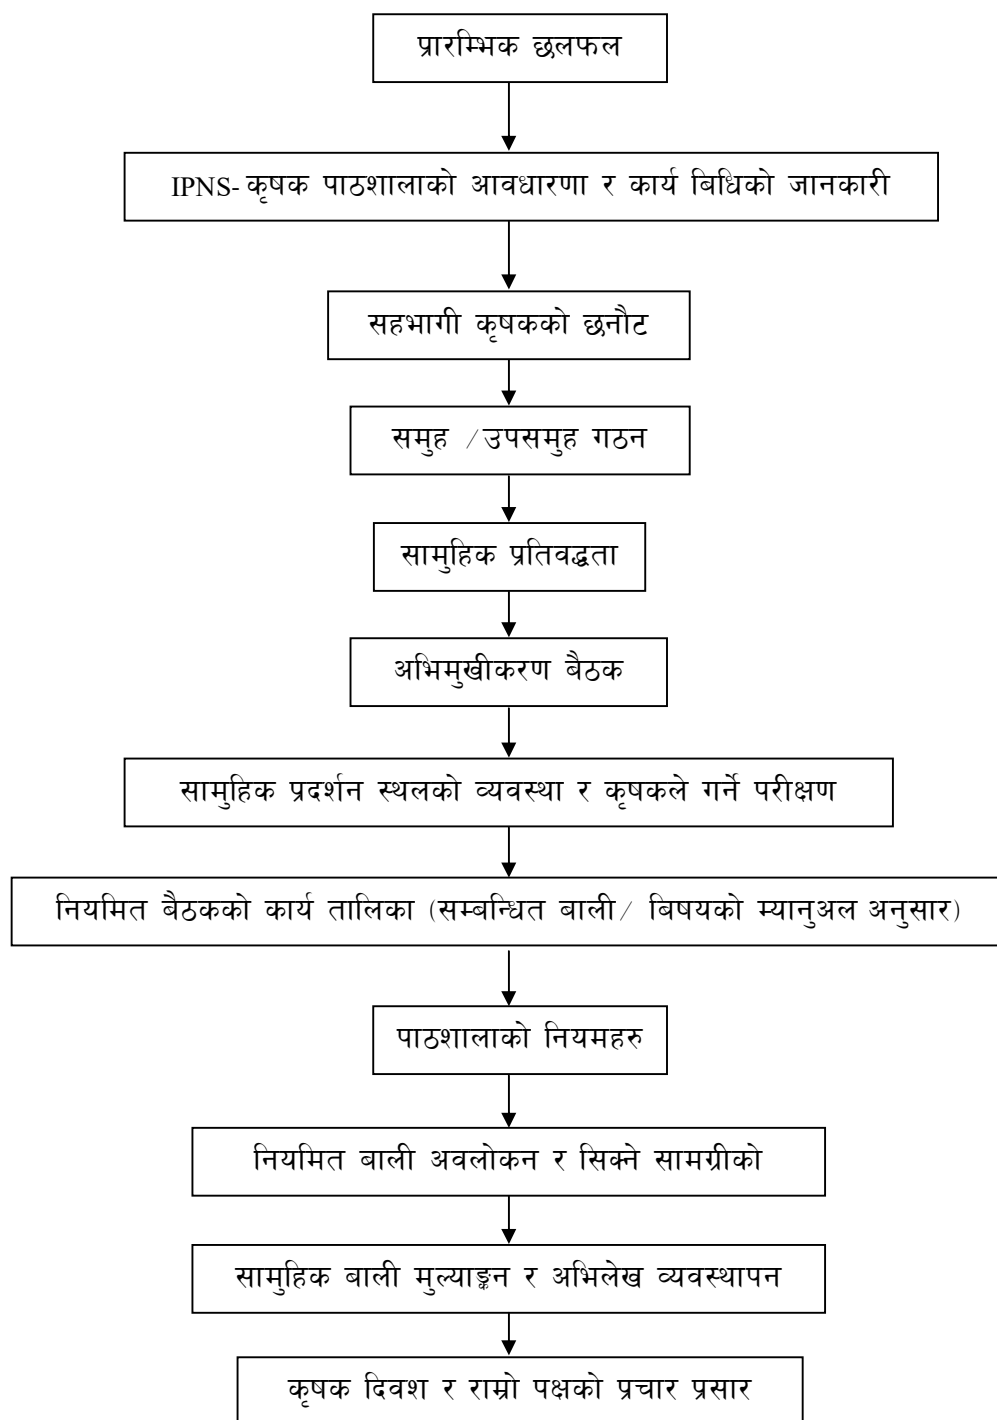 प्रारम्भिक छलफल
IPNS- कृषक पाठशालाको आवधारणा र कार्य बिधिको जानकारी
सहभागी कृषकको छनौट
समुह /उपसमुह गठन
सामुहिक प्रतिवद्धता
अभिमुखीकरण बैठक
सामुहिक प्रदर्शन स्थलको व्यवस्था र कृषकले गर्ने परीक्षण
नियमित बैठकको कार्य तालिका (सम्बन्धित बाली/ बिषयको म्यानुअल अनुसार)
पाठशालाको नियमहरु
नियमित बाली अवलोकन र सिक्ने सामग्रीको
सामुहिक बाली मुल्याङ्कन र अभिलेख व्यवस्थापन
कृषक दिवश र राम्रो पक्षको प्रचार प्रसार